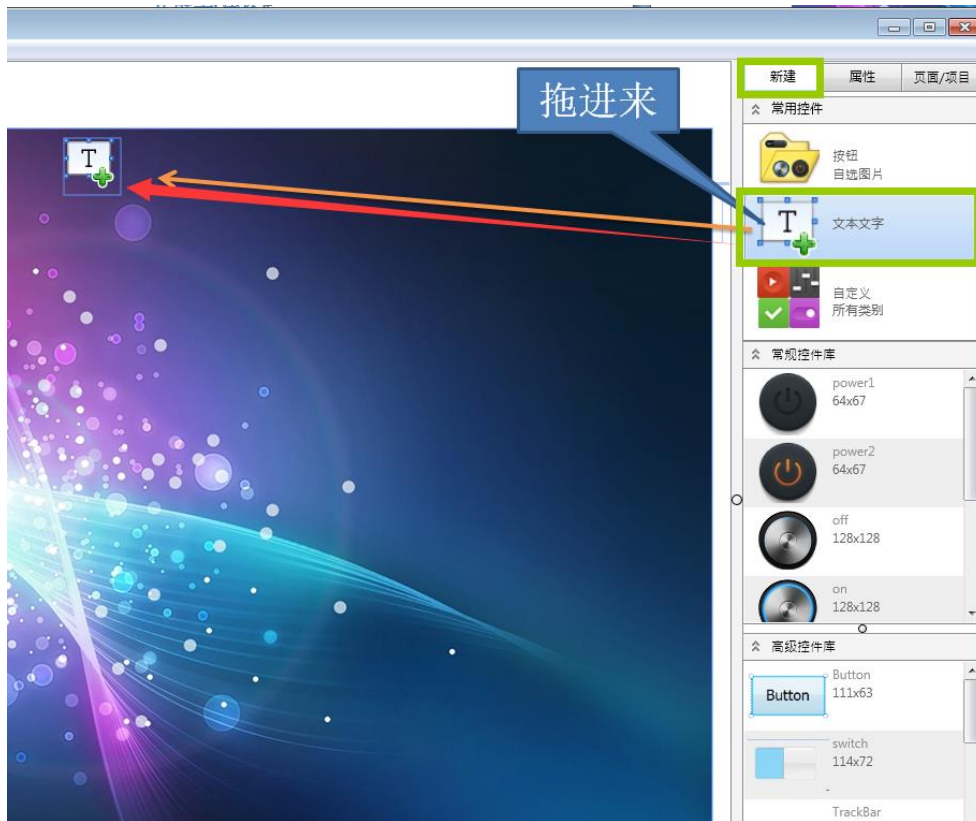 新建
属性
页面/项目
拖进来
常用控件
按钮
自选图片
T
T
文本文字
自定义
所有类别
常规控件库
power1
64x67
power2
64x67
off
128x128
on
128x128
高级控件库
Button
Button
111x63
switch
114x72
-
TrackBar